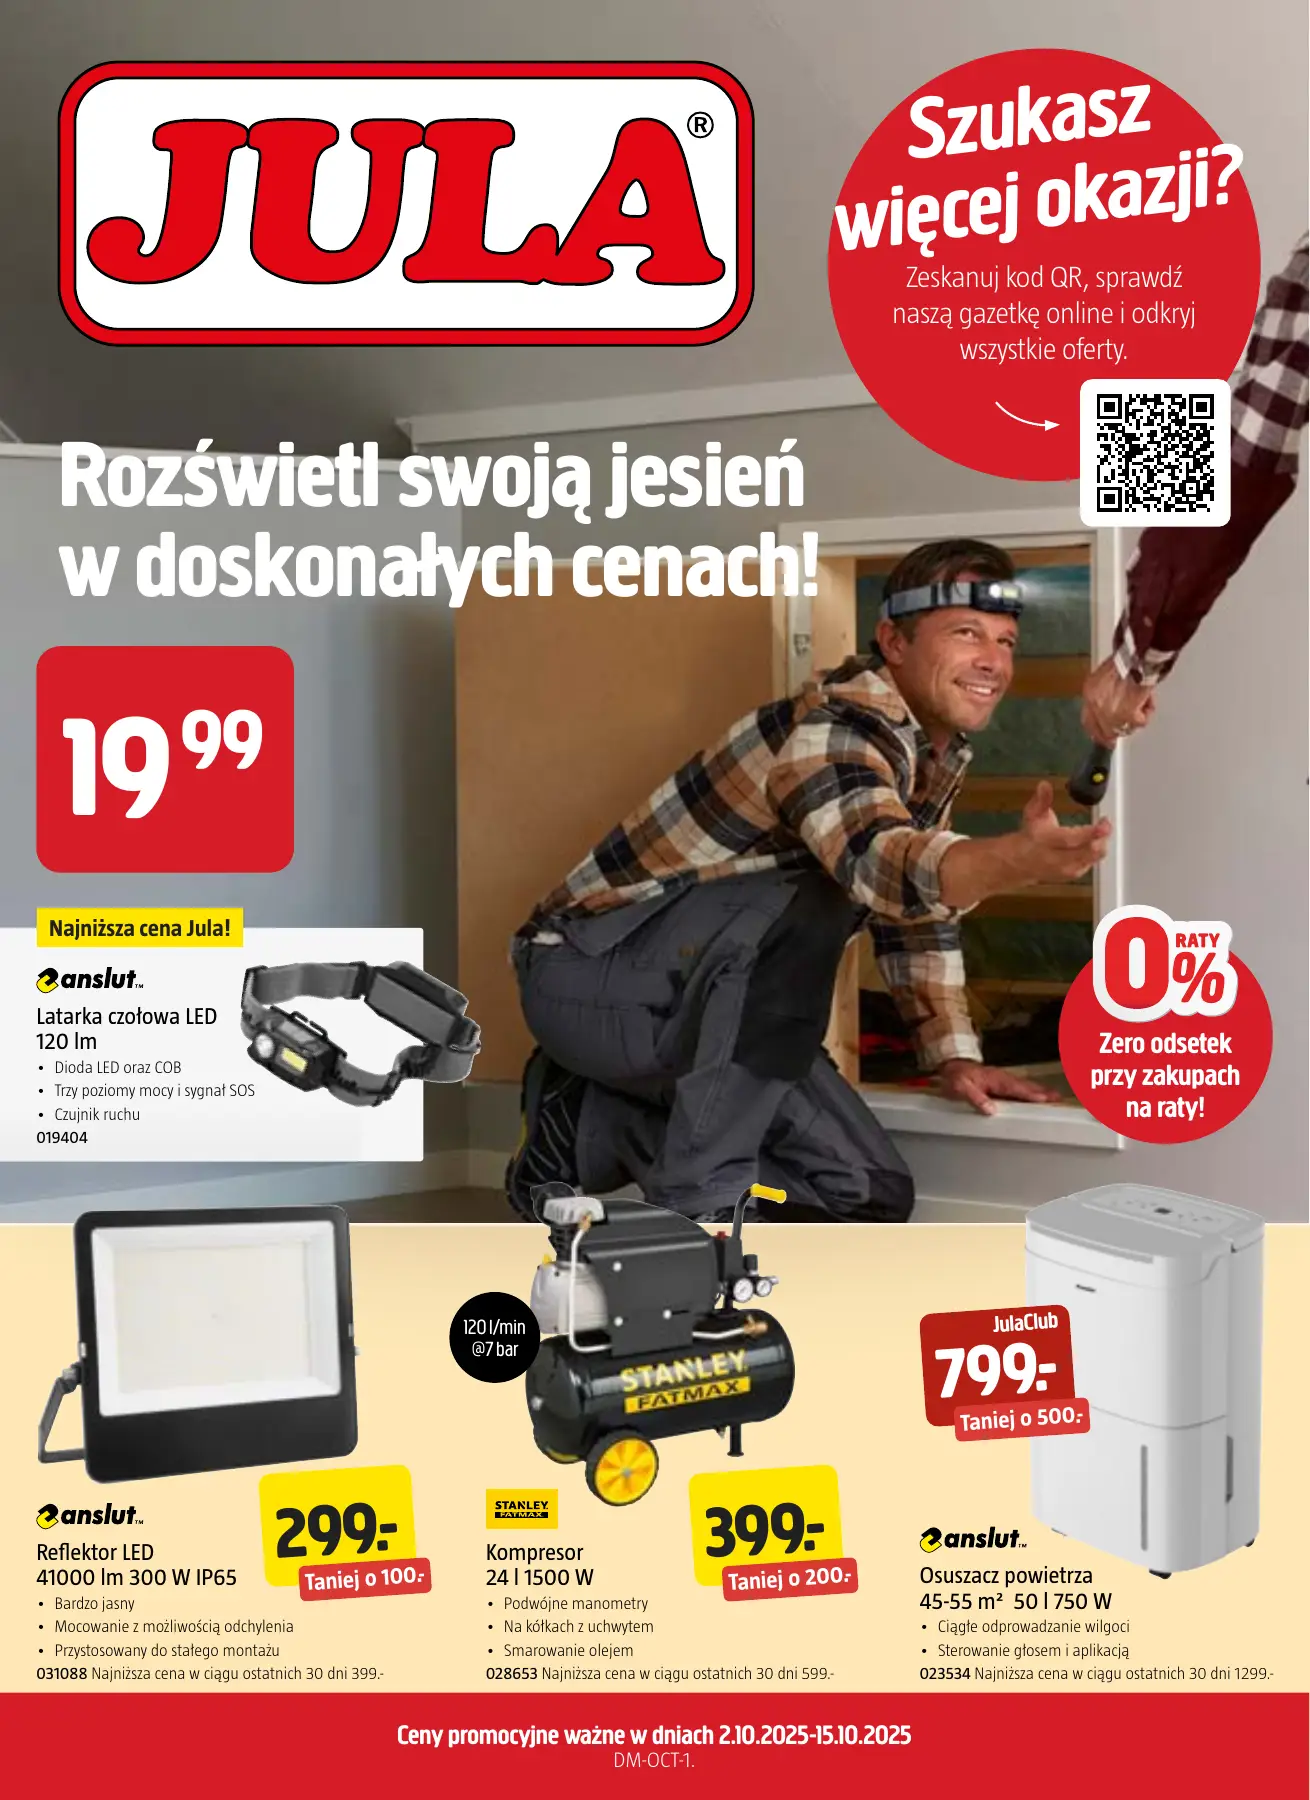 JULA®
Szukasz
więcej okazji?
Zeskanuj kod QR, sprawdź
naszą gazetkę online i odkryj
wszystkie oferty.
Rozświetl swoją jesień
w doskonałych cenach!
19 99
Najniższa cena Jula!
anslut™
Latarka czołowa LED
120 lm
• Dioda LED oraz COB
• Trzy poziomy mocy i sygnał SOS
• Czujnik ruchu
019404
0% RATY
Zero odsetek
przy zakupach
na raty!
anslut™
299.-
Taniej o 100.-
Reflektor LED
41000 lm 300 W IP65
• Bardzo jasny
• Mocowanie z możliwością odchylenia
• Przystosowany do stałego montażu
031088 Najniższa cena w ciągu ostatnich 30 dni 399.-
120 l/min
@7 bar
STANLEY
FATMAX
STANLEY
FATMAX
399.-
Taniej o 200.-
Kompresor
24 l 1500 W
• Podwójne manometry
• Na kółkach z uchwytem
• Smarowanie olejem
028653 Najniższa cena w ciągu ostatnich 30 dni 599.-
JulaClub
799.-
Taniej o 500.-
anslut™
Osuszacz powietrza
45-55 m² 50 l 750 W
• Ciągłe odprowadzanie wilgoci
• Sterowanie głosem i aplikacją
023534 Najniższa cena w ciągu ostatnich 30 dni 1299.-
Ceny promocyjne ważne w dniach 2.10.2025-15.10.2025
DM-OCT-1.